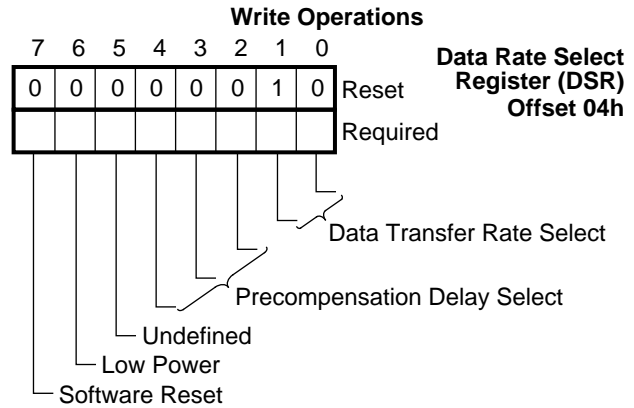 Write Operations
7 6 5 4 3 2 1 0
Data Rate Select
Register (DSR)
Offset 04h
0 0 0 0 0 0 1 0 Reset
Required
Data Transfer Rate Select
Precompensation Delay Select
Undefined
Low Power
Software Reset